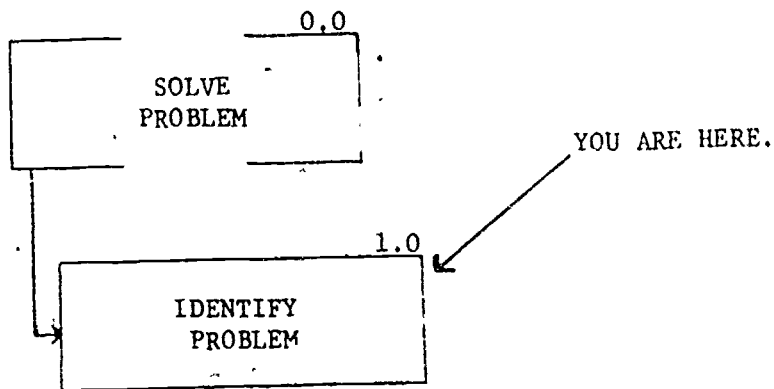 0.0
SOLVE
PROBLEM
YOU ARE HERE.
1.0
IDENTIFY
PROBLEM